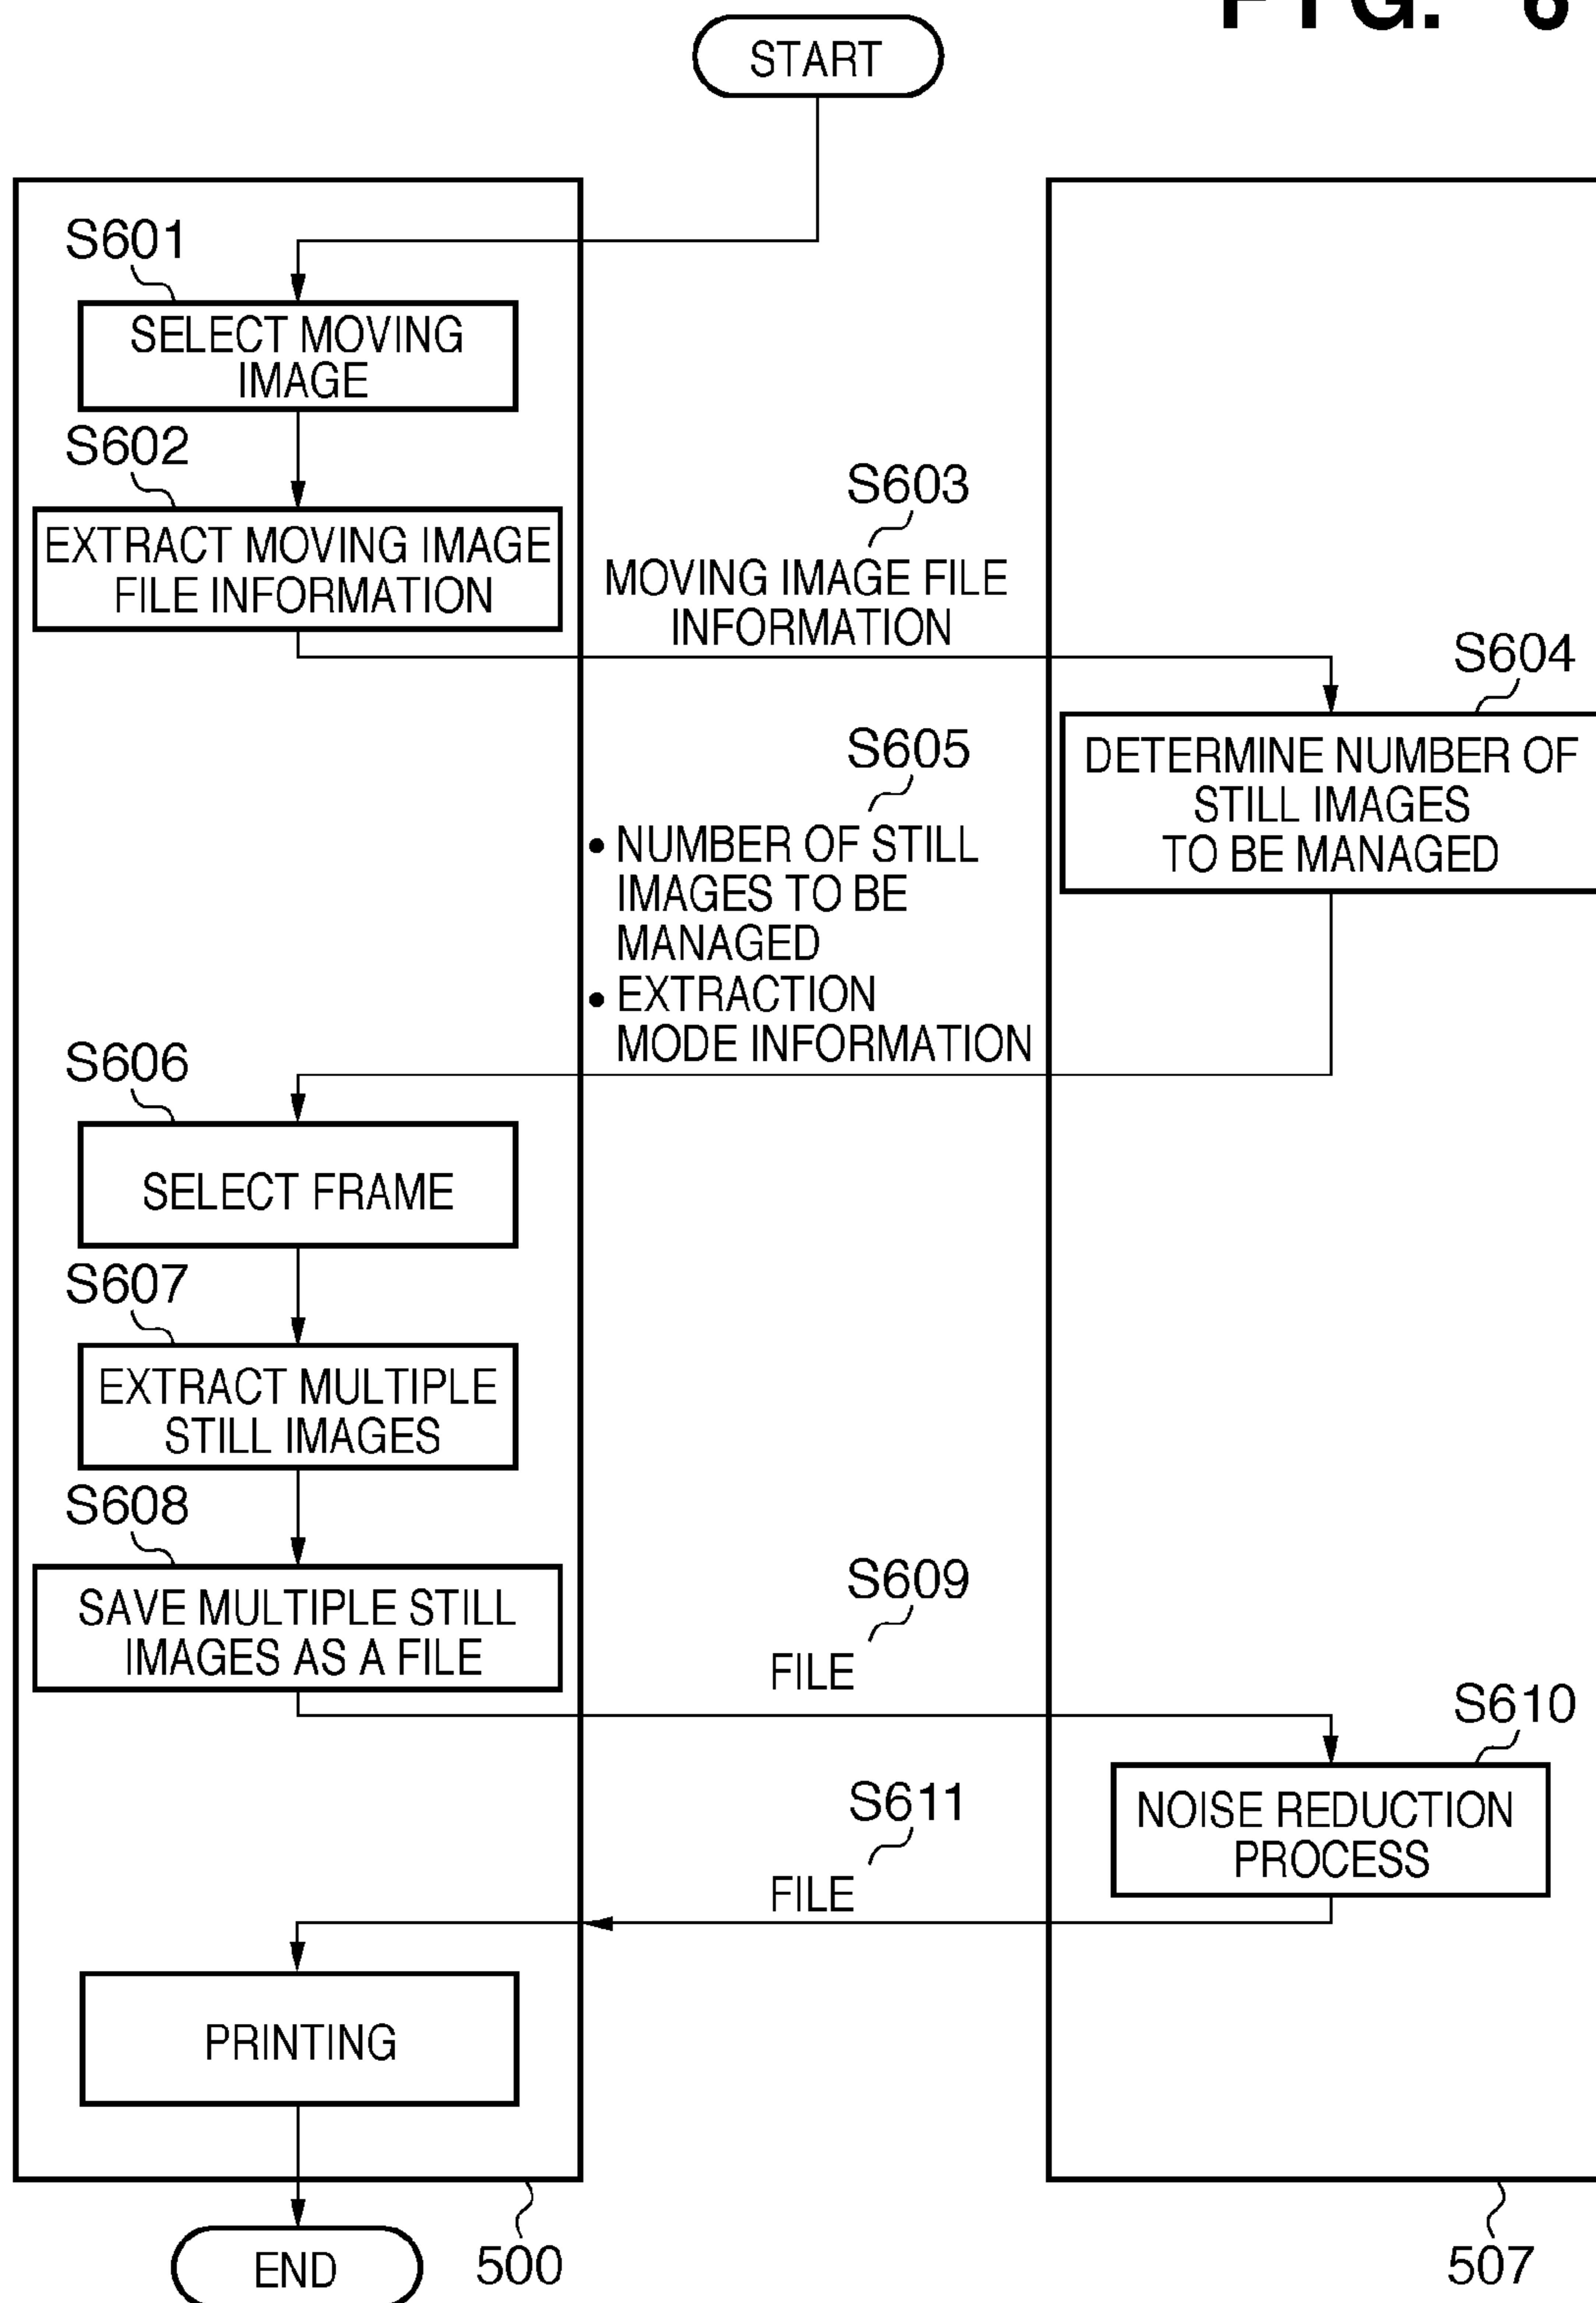 FIG. 6
START
S601
SELECT MOVING
IMAGE
S602
EXTRACT MOVING IMAGE
FILE INFORMATION
S603
MOVING IMAGE FILE
INFORMATION
S604
DETERMINE NUMBER OF
STILL IMAGES
TO BE MANAGED
S605
• NUMBER OF STILL
IMAGES TO BE
MANAGED
• EXTRACTION
MODE INFORMATION
S606
SELECT FRAME
S607
EXTRACT MULTIPLE
STILL IMAGES
S608
SAVE MULTIPLE STILL
IMAGES AS A FILE
S609
FILE
S610
NOISE REDUCTION
PROCESS
S611
FILE
PRINTING
END
500
507